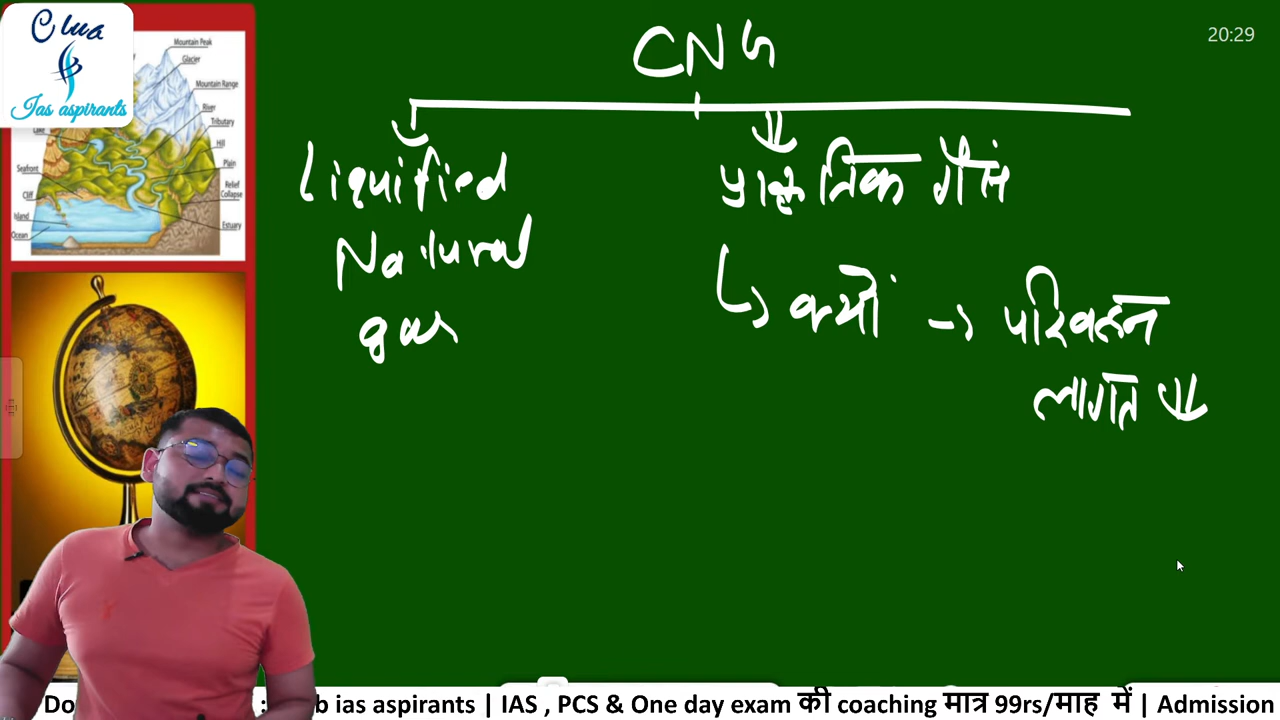 Clua
Ias aspirants
20:29
Mountain Peak
Glacier
Mountain Range
River
Tributary
Lake
Hill
Seafront
Plain
Cliff
Relief
Collapse
Island
Estuary
Ocean
CNG
Liquified
Natural
gas
प्राकृतिक गैस
क्यों → परिवहन
लागत
Do : b ias aspirants | IAS , PCS & One day exam की coaching मात्र 99rs/माह में | Admission